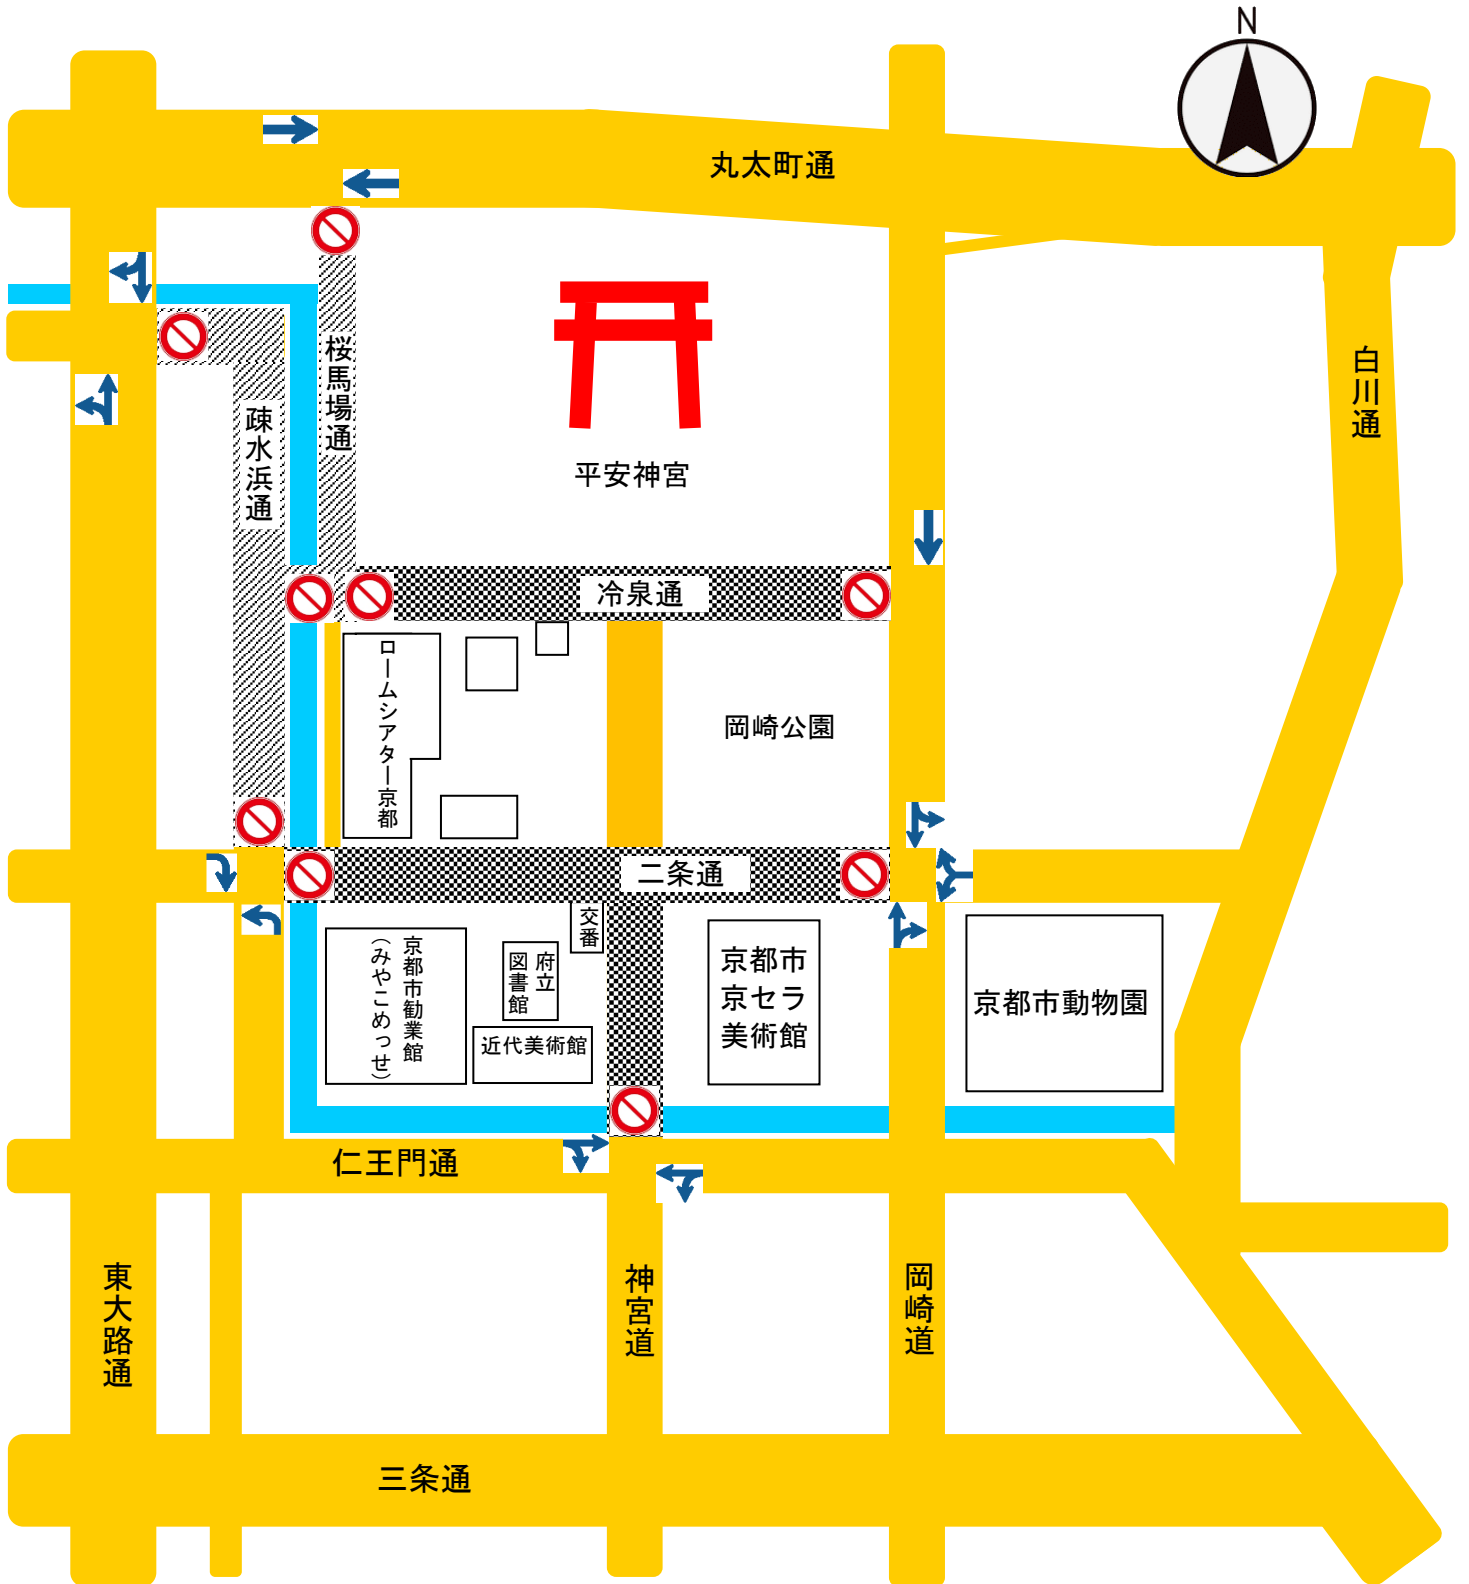 N
丸太町通
白川通
桜馬場通
疎水浜通
平安神宮
冷泉通
ロームシアター京都
岡崎公園
二条通
交番
京都市勧業館
(みやこめっせ)
府立
図書館
近代美術館
京都市
京セラ
美術館
京都市動物園
仁王門通
東大路通
神宮道
岡崎道
三条通